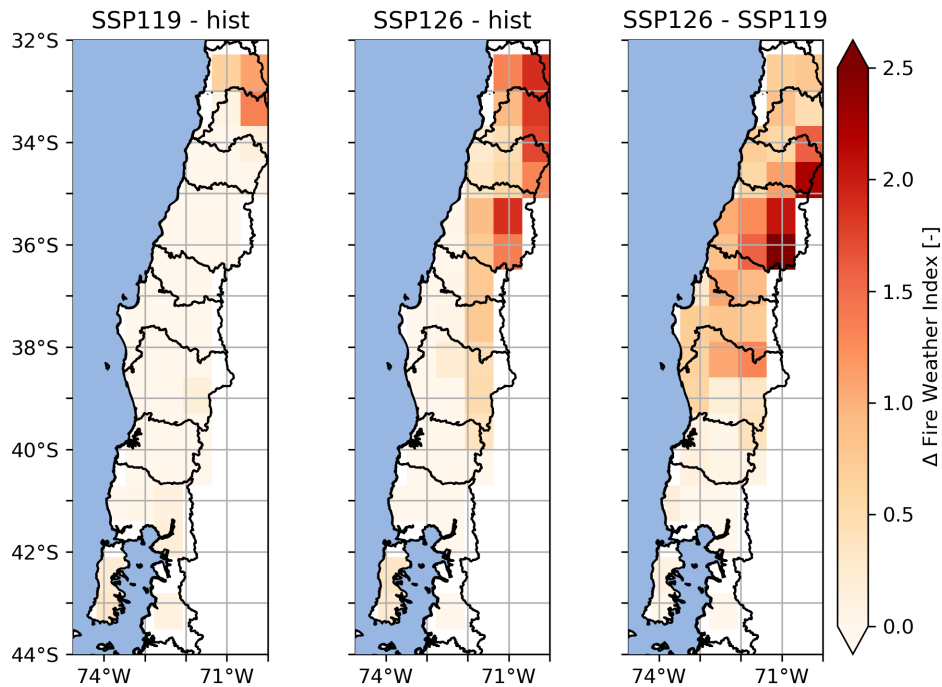 SSP119 - hist
SSP126 - hist
SSP126 - SSP119
32°S
34°S
36°S
38°S
40°S
42°S
44°S
74°W
71°W
74°W
71°W
74°W
71°W
2.5
2.0
1.5
1.0
0.5
0.0
Δ Fire Weather Index [-]